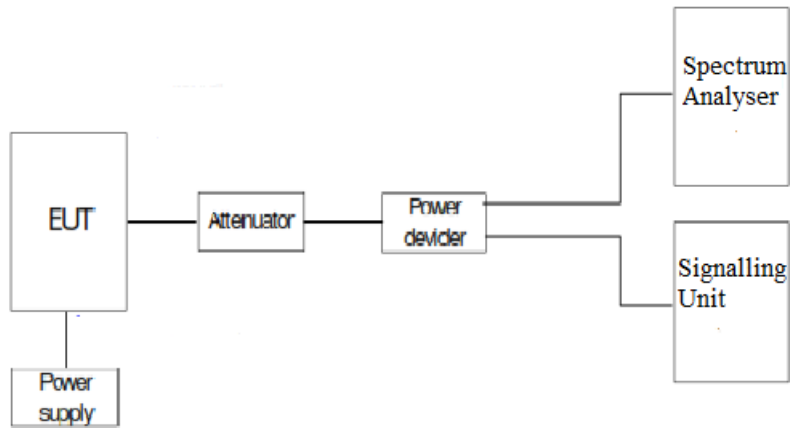 Spectrum
Analyser
EUT
Attenuator
Power
devider
Signalling
Unit
Power
supply